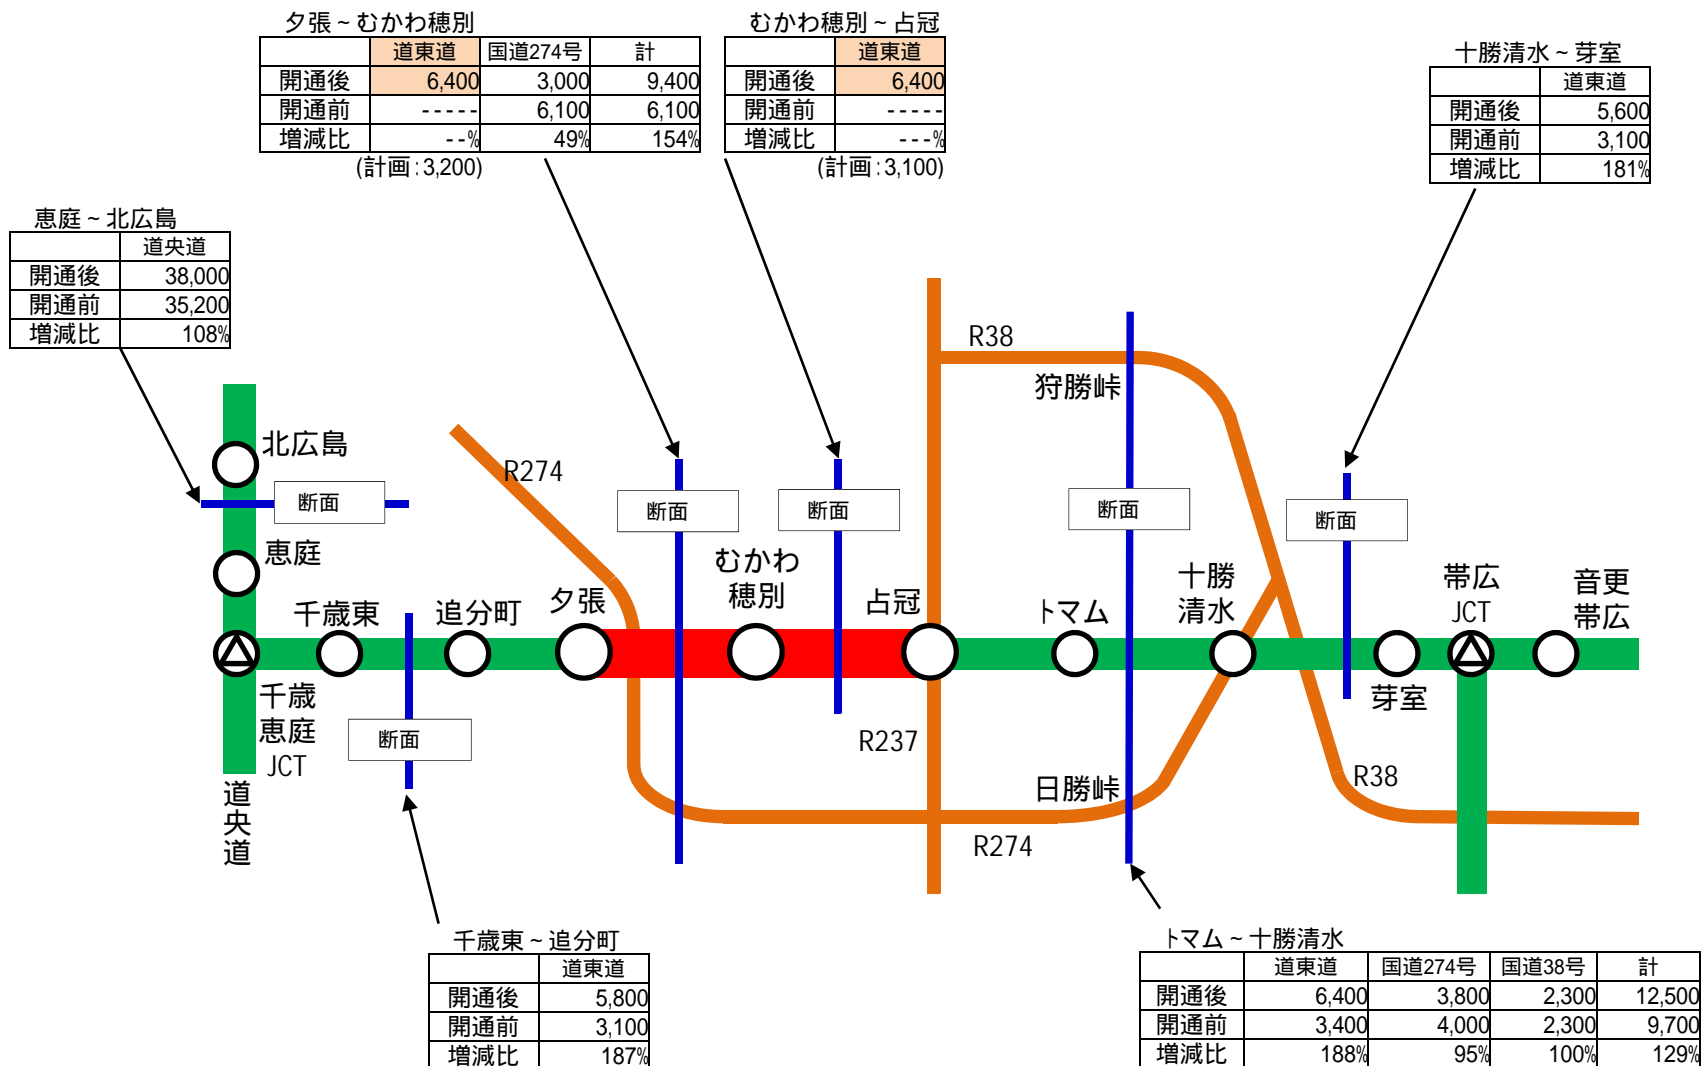 夕張 ~ むかわ穂別
道東道 国道274号 計
開通後 6,400 3,000 9,400
開通前 ----- 6,100 6,100
増減比 --% 49% 154%
(計画 : 3,200)
むかわ穂別 ~ 占冠
道東道
開通後 6,400
開通前 -----
増減比 ---%
(計画 : 3,100)
十勝清水 ~ 芽室
道東道
開通後 5,600
開通前 3,100
増減比 181%
恵庭 ~ 北広島
道央道
開通後 38,000
開通前 35,200
増減比 108%
R38
狩勝峠
北広島
R274
断面
断面
断面
断面
断面
恵庭
むかわ
穂別
十勝
清水
帯広
JCT
音更
帯広
千歳東
追分町
夕張
占冠
トマム
千歳
恵庭
JCT
芽室
断面
R237
道央道
日勝峠
R38
R274
千歳東 ~ 追分町
道東道
開通後 5,800
開通前 3,100
増減比 187%
トマム ~ 十勝清水
道東道 国道274号 国道38号 計
開通後 6,400 3,800 2,300 12,500
開通前 3,400 4,000 2,300 9,700
増減比 188% 95% 100% 129%